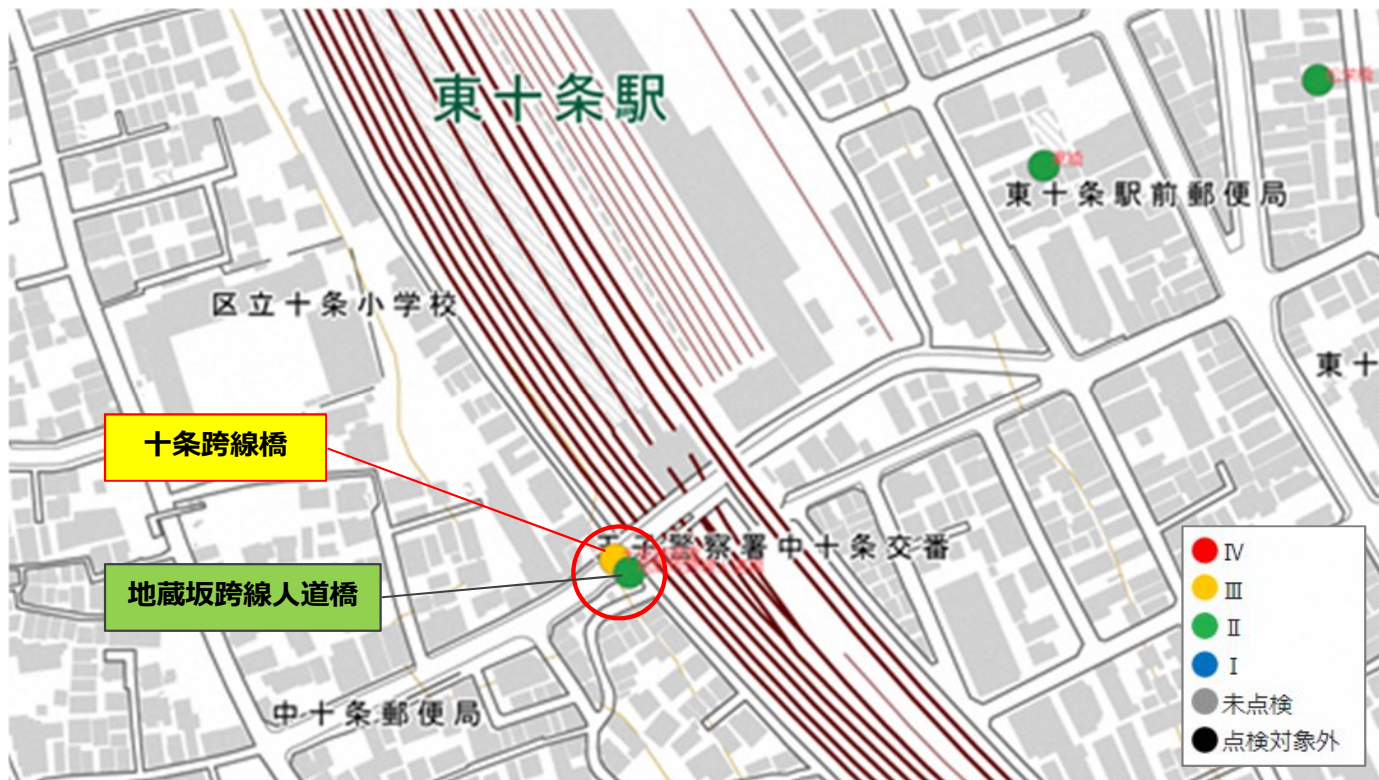 東十条駅
東十条駅前郵便局
区立十条小学校
東十
十条跨線橋
王子警察署中十条交番
地蔵坂跨線人道橋
中十条郵便局
Ⅳ
Ⅲ
Ⅱ
Ⅰ
未点検
点検対象外